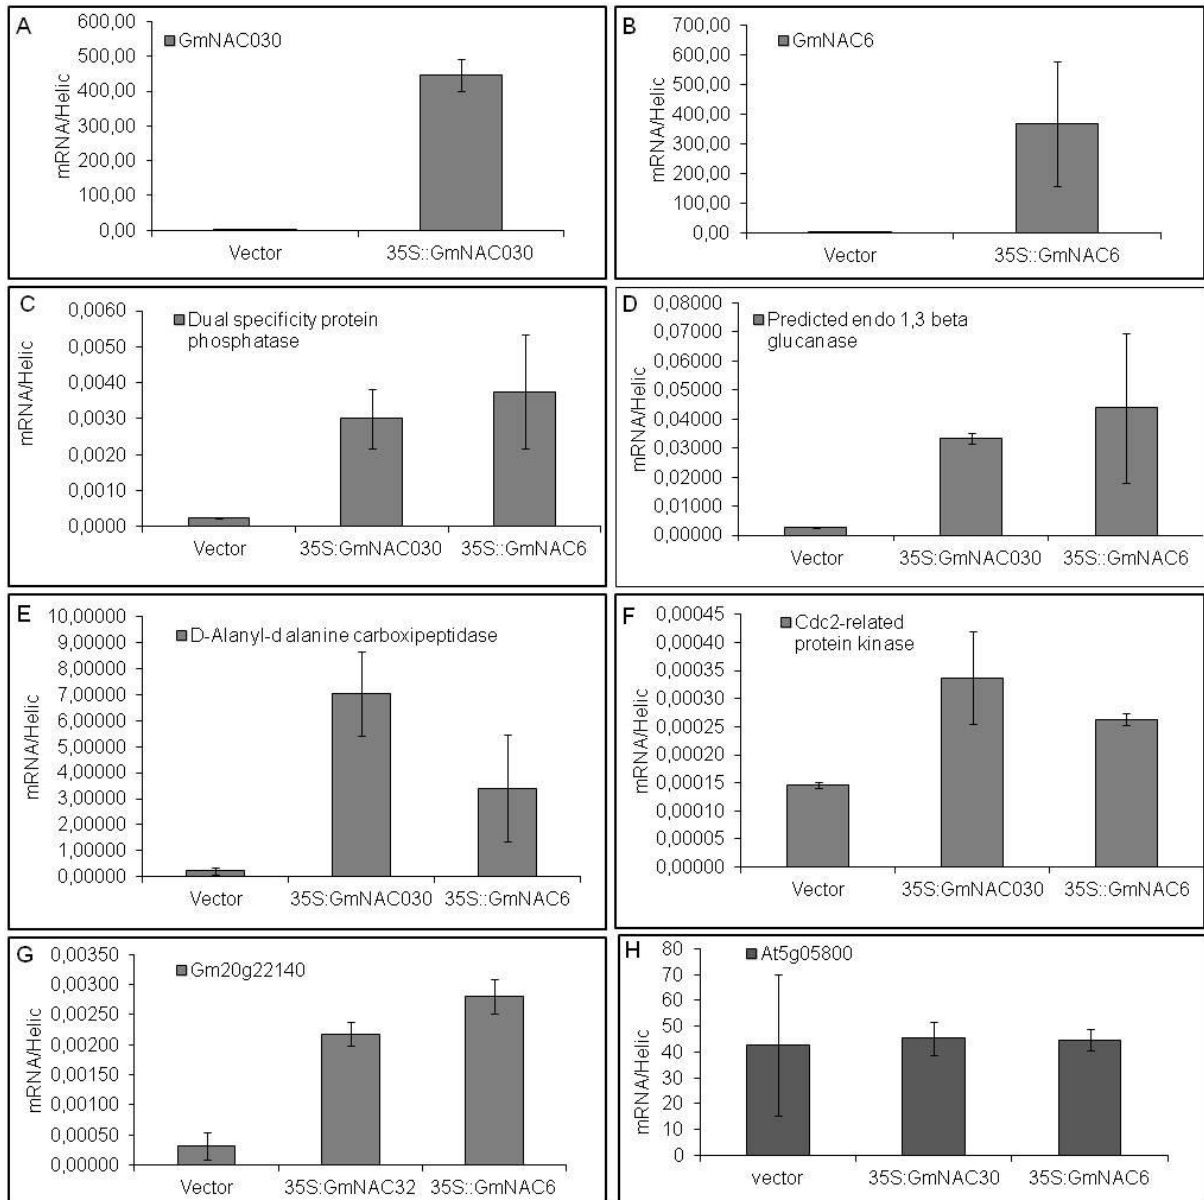 A
GmNAC030
mRNA/Helic
600,00
500,00
400,00
300,00
200,00
100,00
0,00
Vector
35S::GmNAC030
B
GmNAC6
mRNA/Helic
700,00
600,00
500,00
400,00
300,00
200,00
100,00
0,00
Vector
35S::GmNAC6
C
Dual specificity protein
phosphatase
mRNA/Helic
0,0060
0,0050
0,0040
0,0030
0,0020
0,0010
0,0000
Vector
35S:GmNAC030
35S::GmNAC6
D
Predicted endo 1,3 beta
glucanase
mRNA/Helic
0,08000
0,07000
0,06000
0,05000
0,04000
0,03000
0,02000
0,01000
0,00000
Vector
35S:GmNAC030
35S::GmNAC6
E
D-Alanyl-d alanine carboxipeptidase
mRNA/Helic
10,00000
9,00000
8,00000
7,00000
6,00000
5,00000
4,00000
3,00000
2,00000
1,00000
0,00000
Vector
35S:GmNAC030
35S::GmNAC6
F
Cdc2-related
protein kinase
mRNA/Helic
0,00045
0,00040
0,00035
0,00030
0,00025
0,00020
0,00015
0,00010
0,00005
0,00000
Vector
35S:GmNAC030
35S::GmNAC6
G
Gm20g22140
mRNA/Helic
0,00350
0,00300
0,00250
0,00200
0,00150
0,00100
0,00050
0,00000
Vector
35S:GmNAC32
35S::GmNAC6
H
At5g05800
mRNA/Helic
80
70
60
50
40
30
20
10
0
vector
35S:GmNAC30
35S::GmNAC6